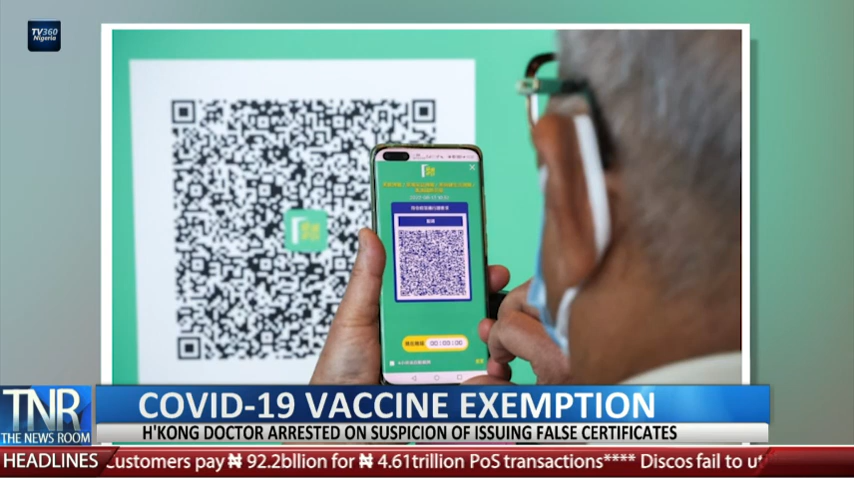 TV360
Nigeria
00:00:00
COVID-19 VACCINE EXEMPTION
TNR
THE NEWS ROOM
H'KONG DOCTOR ARRESTED ON SUSPICION OF ISSUING FALSE CERTIFICATES
HEADLINES
Customers pay ₦ 92.2bllion for ₦ 4.61trillion PoS transactions**** Discos fail to ut